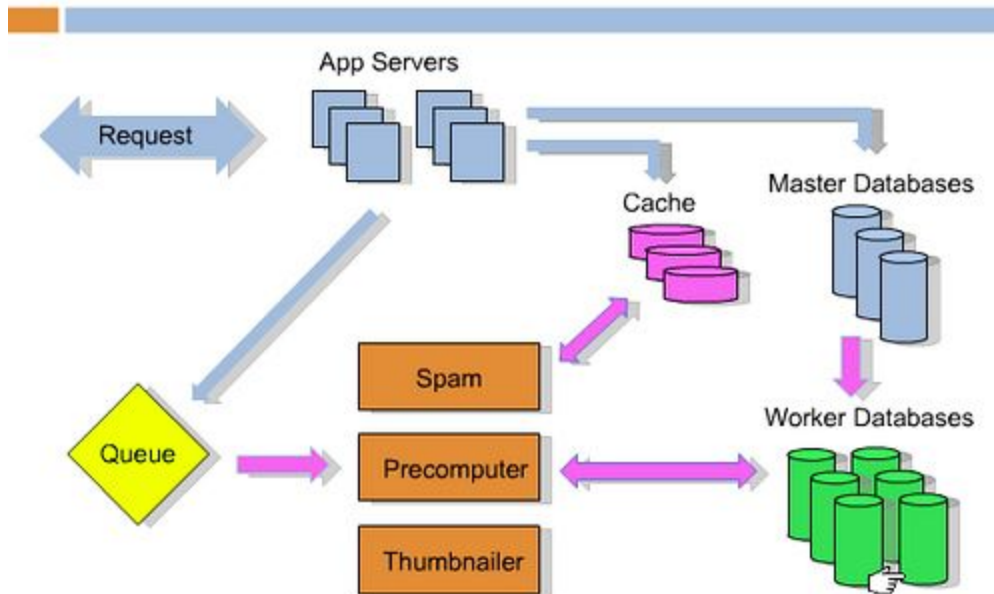 App Servers
Request
Master Databases
Cache
Spam
Worker Databases
Queue
Precomputer
Thumbnailer